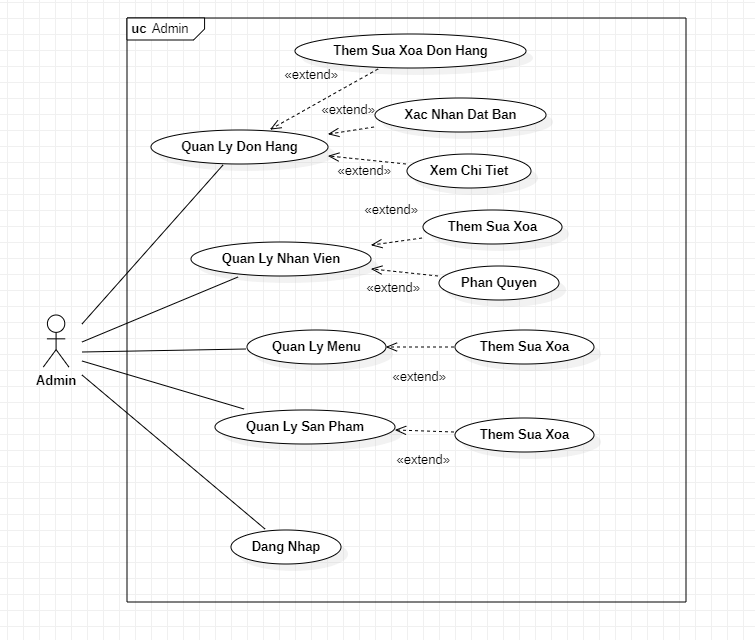 uc Admin
Them Sua Xoa Don Hang
«extend»
«extend»
Xac Nhan Dat Ban
Quan Ly Don Hang
«extend»
Xem Chi Tiet
«extend»
Them Sua Xoa
Quan Ly Nhan Vien
Phan Quyen
«extend»
Quan Ly Menu
Them Sua Xoa
Admin
«extend»
Quan Ly San Pham
Them Sua Xoa
«extend»
Dang Nhap